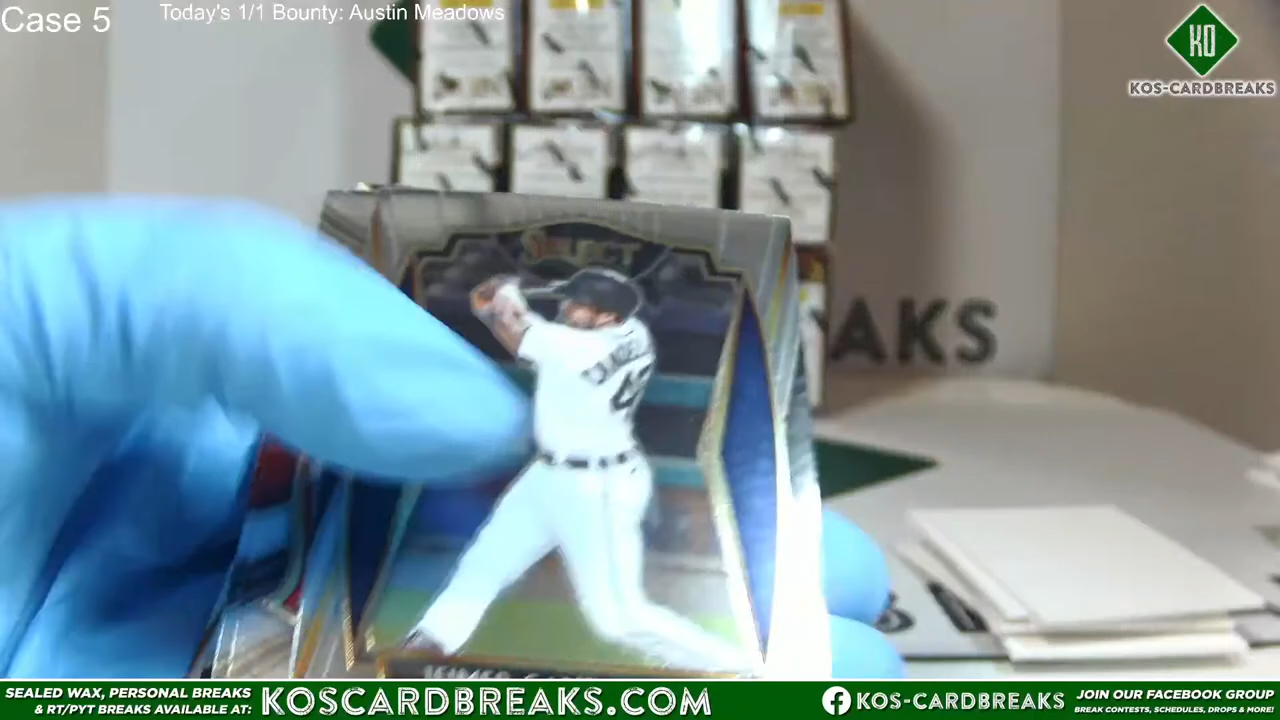 Case 5
Today's 1/1 Bounty: Austin Meadows
KO
KOS-CARDBREAKS
SELECT
AKS
SEALED WAX, PERSONAL BREAKS
& RT/PYT BREAKS AVAILABLE AT:
KOSCARDBREAKS.COM
KOS-CARDBREAKS
JOIN OUR FACEBOOK GROUP
BREAK CONTESTS, SCHEDULES, DROPS & MORE!